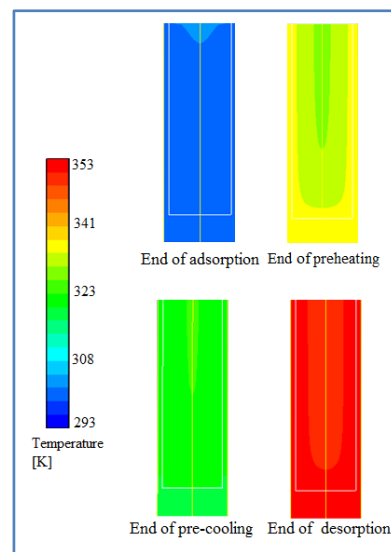 End of adsorption
End of preheating
353
341
323
308
293
Temperature
[K]
End of pre-cooling
End of desorption